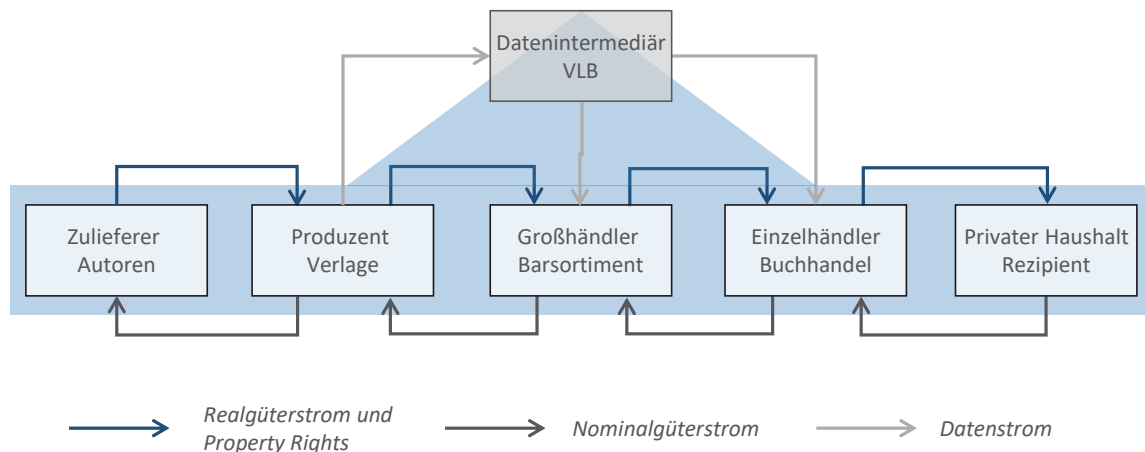 Datenintermediär
VLB
Zulieferer
Autoren
Produzent
Verlage
Großhändler
Barsortiment
Einzelhändler
Buchhandel
Privater Haushalt
Rezipient
Realgüterstrom und
Property Rights
Nominalgüterstrom
Datenstrom